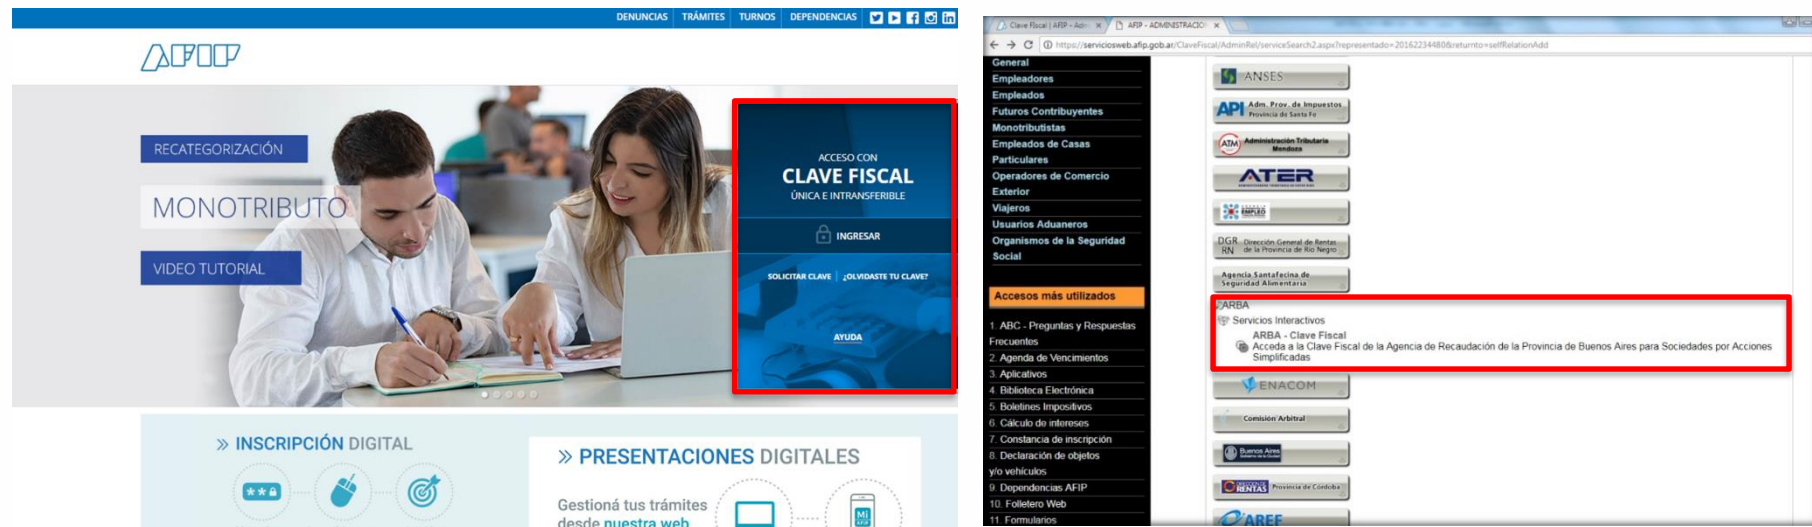 DENUNCIAS TRÁMITES TURNOS DEPENDENCIAS
AFIP
RECATEGORIZACIÓN
MONOTRIBUTO
VIDEO TUTORIAL
ACCESO CON
CLAVE FISCAL
ÚNICA E INTRANSFERIBLE
INGRESAR
SOLICITAR CLAVE ¿OLVIDASTE TU CLAVE?
AYUDA
» INSCRIPCIÓN DIGITAL
» PRESENTACIONES DIGITALES
Gestioná tus trámites
desde nuestra web
Mi
AFIP
Clave Fiscal | AFIP - Adm
AFIP - ADMINISTRACIO
https://serviciosweb.afip.gob.ar/ClaveFiscal/AdminRel/serviceSearch2.aspx?representado=20162234480&returnto=selfRelationAdd
General
Empleadores
Empleados
Futuros Contribuyentes
Monotributistas
Empleados de Casas
Particulares
Operadores de Comercio
Exterior
Viajeros
Usuarios Aduaneros
Organismos de la Seguridad
Social
Accesos más utilizados
1. ABC - Preguntas y Respuestas
Frecuentes
2. Agenda de Vencimientos
3. Aplicativos
4. Biblioteca Electrónica
5. Boletines Impositivos
6. Cálculo de intereses
7. Constancia de inscripción
8. Declaración de objetos
y/o vehículos
9. Dependencias AFIP
10. Folletero Web
11. Formularios
ANSES
API Adm. Prov. de Impuestos
Provincia de Santa Fe
ATM Administración Tributaria
Mendoza
ATER
EMPLEO
DGR Dirección General de Rentas
RN de la Provincia de Río Negro
Agencia Santafecina de
Seguridad Alimentaria
ARBA
Servicios Interactivos
ARBA - Clave Fiscal
Acceda a la Clave Fiscal de la Agencia de Recaudación de la Provincia de Buenos Aires para Sociedades por Acciones
Simplificadas
ENACOM
Comisión Arbitral
Buenos Aires
RENTAS Provincia de Córdoba
AREF